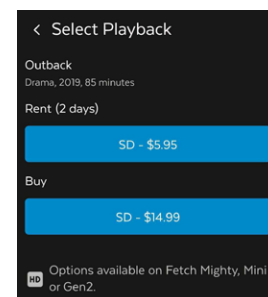 < Select Playback
Outback
Drama, 2019, 85 minutes
Rent (2 days)
SD - $5.95
Buy
SD - $14.99
HD Options available on Fetch Mighty, Mini
or Gen2.